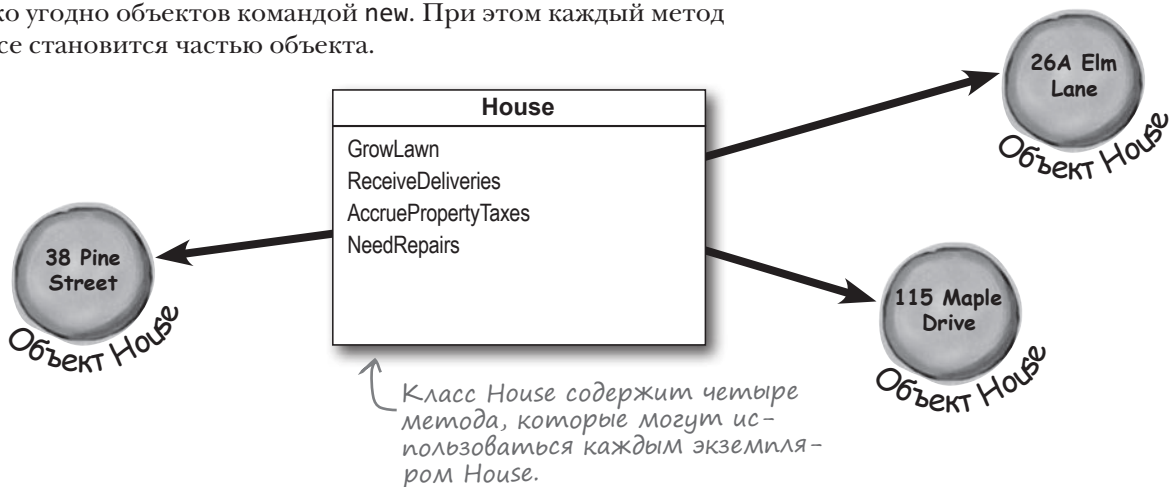 ко угодно объектов командой new. При этом каждый метод
се становится частью объекта.
26A Elm
Lane
Объект House
House
GrowLawn
ReceiveDeliveries
AccruePropertyTaxes
NeedRepairs
38 Pine
Street
Объект House
115 Maple
Drive
Объект House
Класс House содержит четыре
метода, которые могут ис-
пользоваться каждым экземпля-
ром House.